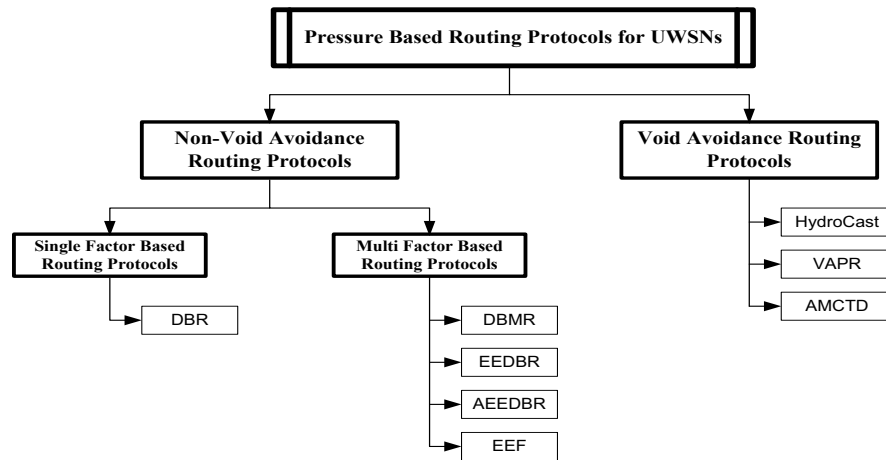 Pressure Based Routing Protocols for UWSNs
Non-Void Avoidance
Routing Protocols
Void Avoidance Routing
Protocols
Single Factor Based
Routing Protocols
Multi Factor Based
Routing Protocols
HydroCast
VAPR
AMCTD
DBR
DBMR
EEDBR
AEEDBR
EEF